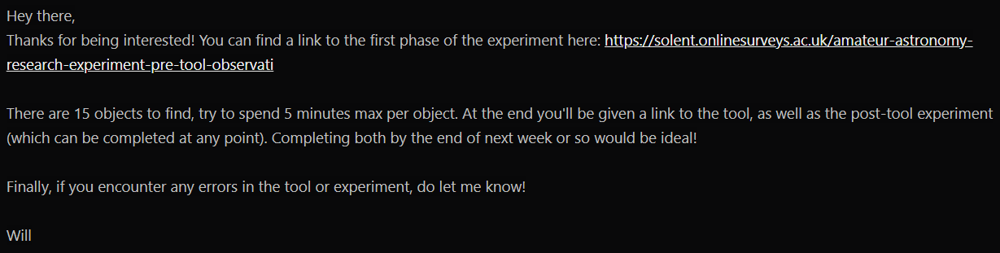 Hey there,
Thanks for being interested! You can find a link to the first phase of the experiment here: https://solent.onlinesurveys.ac.uk/amateur-astronomy-
research-experiment-pre-tool-observati
There are 15 objects to find, try to spend 5 minutes max per object. At the end you'll be given a link to the tool, as well as the post-tool experiment
(which can be completed at any point). Completing both by the end of next week or so would be ideal!
Finally, if you encounter any errors in the tool or experiment, do let me know!
Will